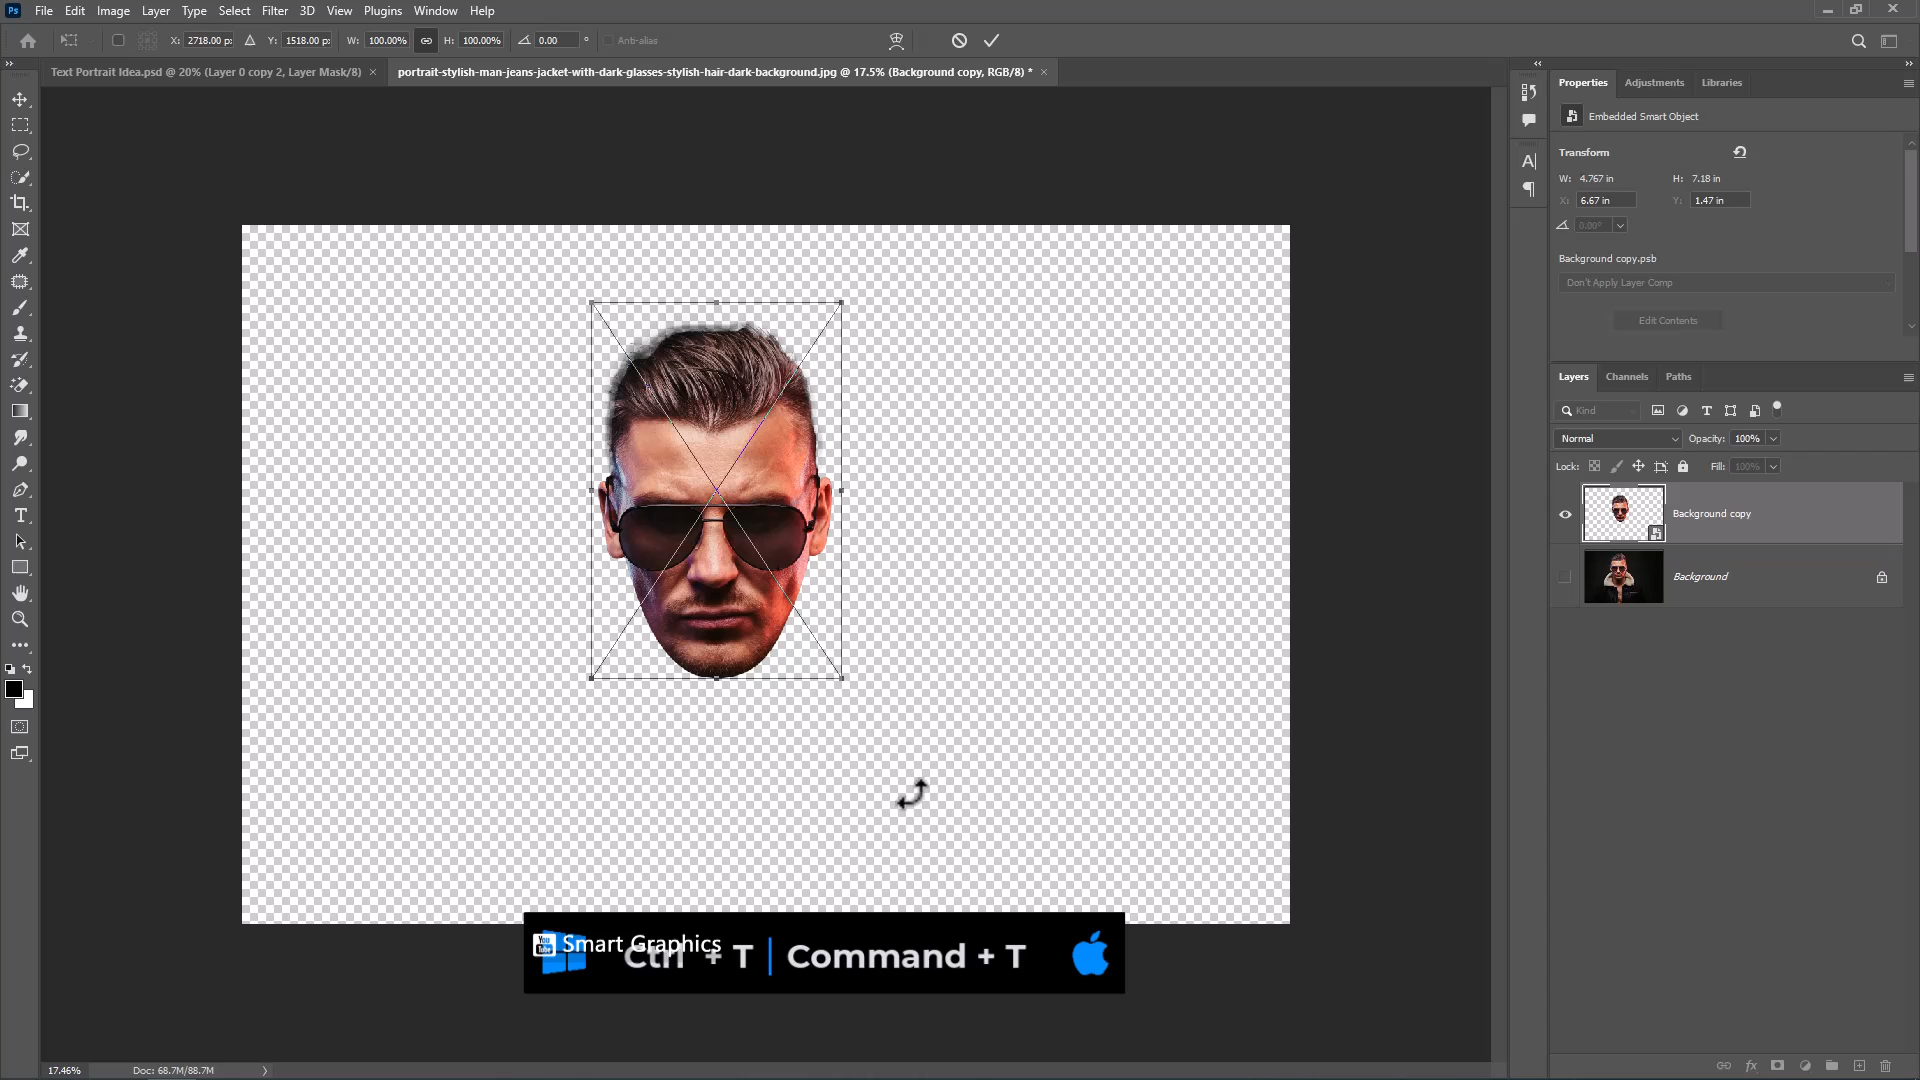 Ps File Edit Image Layer Type Select Filter 3D View Plugins Window Help
X: 2718.00 p: Y: 1518.00 p: W: 100.00% H: 100.00% 0.00 ° Anti-alias
Text Portrait Idea.psd @ 20% (Layer 0 copy 2, Layer Mask/8) × portrait-stylish-man-jeans-jacket-with-dark-glasses-stylish-hair-dark-background.jpg @ 17.5% (Background copy, RGB/8) * ×
Properties Adjustments Libraries
Embedded Smart Object
Transform
W: 4.767 in H: 7.18 in
X: 6.67 in Y: 1.47 in
0.00°
Background copy.psb
Don't Apply Layer Comp
Edit Contents
Layers Channels Paths
Kind
Normal Opacity: 100%
Lock: Fill: 100%
Background copy
Background
You Tube Smart Graphics
Ctrl + T | Command + T
17.46% Doc: 68.7M/88.7M